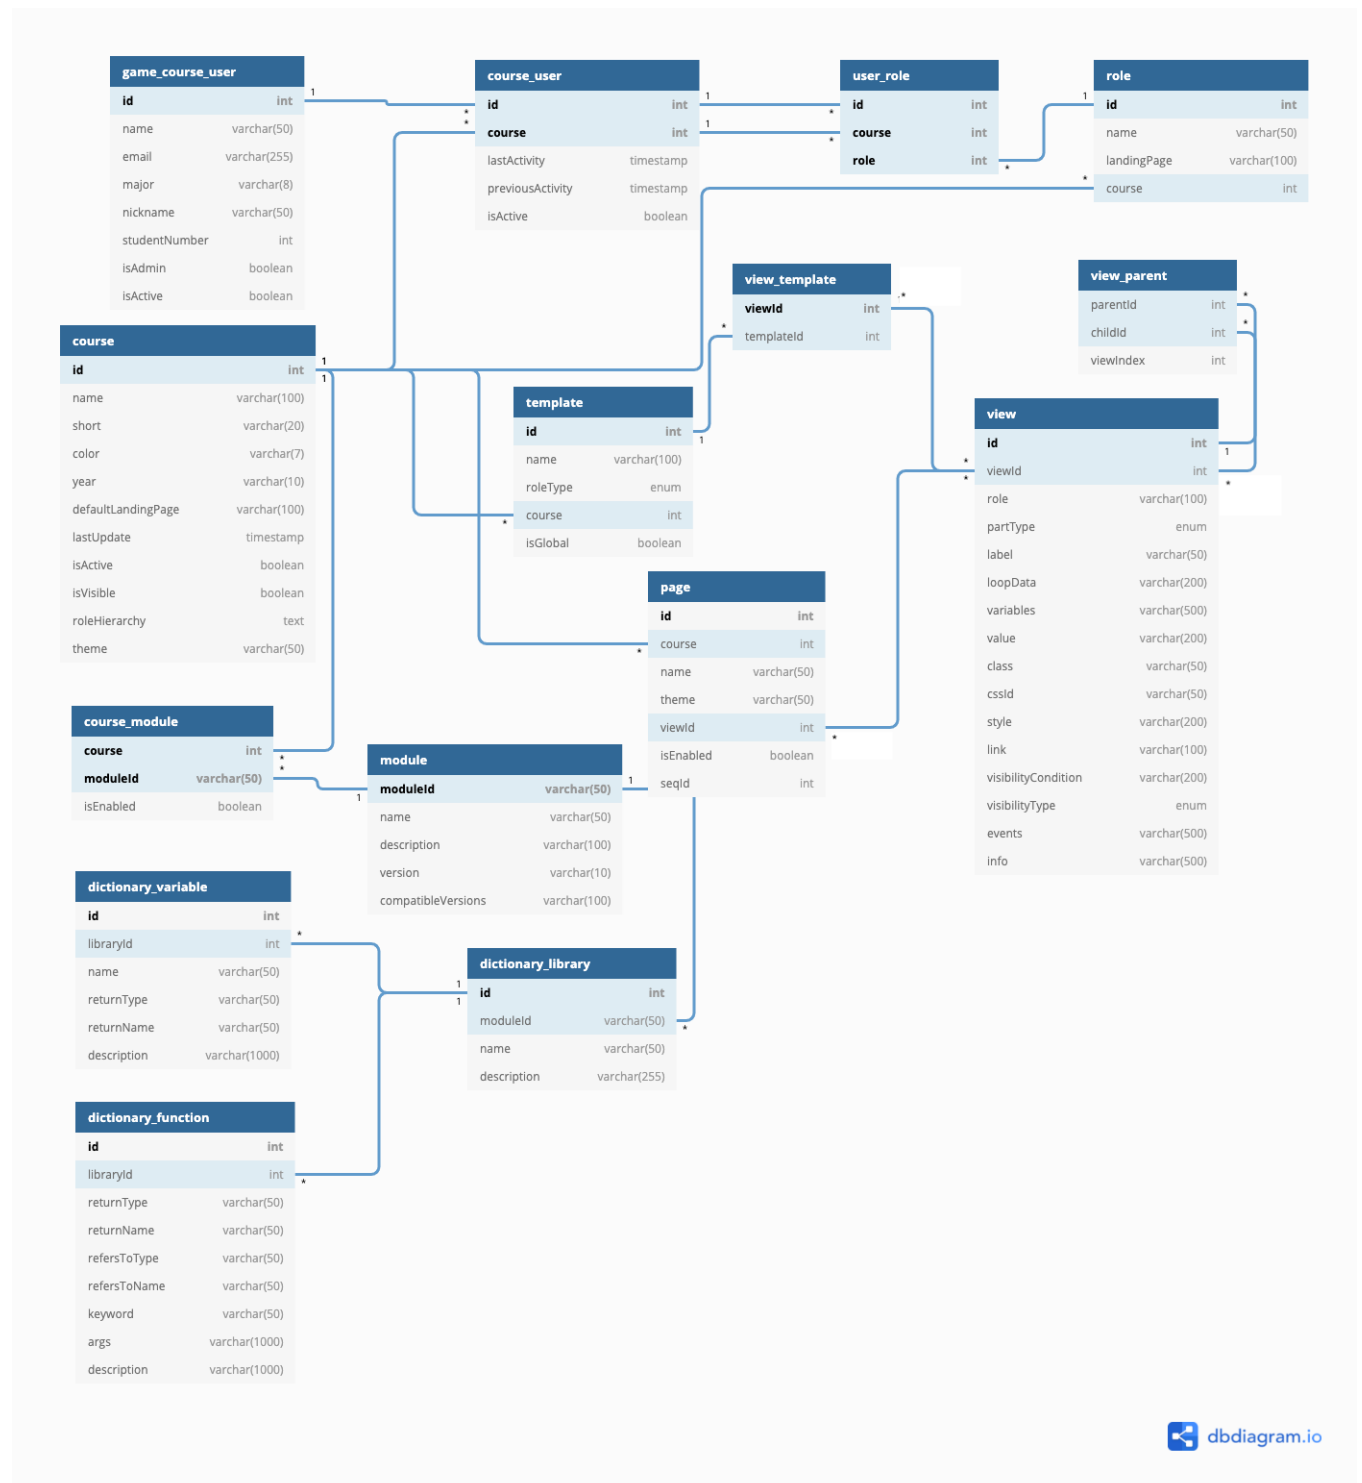 game_course_user
id int
name varchar(50)
email varchar(255)
major varchar(8)
nickname varchar(50)
studentNumber int
isAdmin boolean
isActive boolean
1
course_user
id int
course int
lastActivity timestamp
previousActivity timestamp
isActive boolean
*
*
1
1
user_role
id int
course int
role int
*
*
*
role
id int
name varchar(50)
landingPage varchar(100)
course int
1
*
view_template
viewId int
templateId int
*
*
view_parent
parentId int
childId int
viewIndex int
*
*
course
id int
name varchar(100)
short varchar(20)
color varchar(7)
year varchar(10)
defaultLandingPage varchar(100)
lastUpdate timestamp
isActive boolean
isVisible boolean
roleHierarchy text
theme varchar(50)
1
1
template
id int
name varchar(100)
roleType enum
course int
isGlobal boolean
1
*
view
id int
viewId int
role varchar(100)
partType enum
label varchar(50)
loopData varchar(200)
variables varchar(500)
value varchar(200)
class varchar(50)
cssId varchar(50)
style varchar(200)
link varchar(100)
visibilityCondition varchar(200)
visibilityType enum
events varchar(500)
info varchar(500)
*
*
1
*
page
id int
course int
name varchar(50)
theme varchar(50)
viewId int
isEnabled boolean
seqId int
*
*
course_module
course int
moduleId varchar(50)
isEnabled boolean
*
*
module
moduleId varchar(50)
name varchar(50)
description varchar(100)
version varchar(10)
compatibleVersions varchar(100)
1
1
dictionary_variable
id int
libraryId int
name varchar(50)
returnType varchar(50)
returnName varchar(50)
description varchar(1000)
*
dictionary_library
id int
moduleId varchar(50)
name varchar(50)
description varchar(255)
1
1
*
dictionary_function
id int
libraryId int
returnType varchar(50)
returnName varchar(50)
refersToType varchar(50)
refersToName varchar(50)
keyword varchar(50)
args varchar(1000)
description varchar(1000)
*
dbdiagram.io